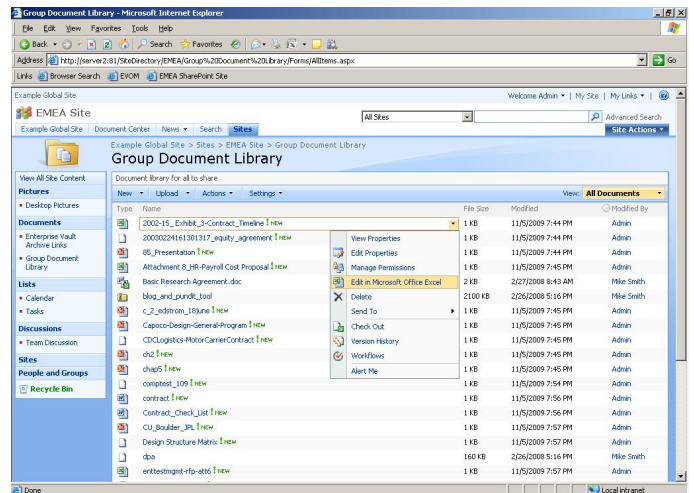 Group Document Library - Microsoft Internet Explorer
File Edit View Favorites Tools Help
Back Search Favorites
Address http://server2:81/SiteDirectory/EMEA/Group%20Document%20Library/Forms/AllItems.aspx Go
Links Browser Search EVOM EMEA SharePoint Site
Example Global Site Welcome Admin | My Site | My Links |
EMEA Site All Sites Advanced Search
Example Global Site Document Center News Search Sites Site Actions
Example Global Site > Sites > EMEA Site > Group Document Library
Group Document Library
View All Site Content Document library for all to share
Pictures New Upload Actions Settings View: All Documents
Desktop Pictures Type Name File Size Modified Modified By
Documents 2002-15_ Exhibit_3-Contract_Timeline ! NEW 1 KB 11/5/2009 7:44 PM Admin
Enterprise Vault Archive Links 20030224161301317_equity_agreement ! NEW View Properties 1 KB 11/5/2009 7:44 PM Admin
85_Presentation ! NEW Edit Properties 1 KB 11/5/2009 7:44 PM Admin
Group Document Library Attachment 8_HR-Payroll Cost Proposal ! NEW Manage Permissions 1 KB 11/5/2009 7:45 PM Admin
Lists Basic Research Agreement.doc Edit in Microsoft Office Excel 2 KB 2/27/2008 8:43 AM Mike Smith
Calendar blog_and_pundit_tool Delete 2100 KB 2/26/2008 5:16 PM Mike Smith
Tasks c_2_edstrom_18june ! NEW Send To 1 KB 11/5/2009 7:45 PM Admin
Discussions Capoco-Design-General-Program ! NEW Check Out 1 KB 11/5/2009 7:45 PM Admin
Team Discussion CDCLogistics-MotorCarrierContract ! NEW Version History 1 KB 11/5/2009 7:45 PM Admin
Sites ch2 ! NEW Workflows 1 KB 11/5/2009 7:45 PM Admin
People and Groups chap5 ! NEW Alert Me 1 KB 11/5/2009 7:45 PM Admin
Recycle Bin comptest_109 ! NEW 1 KB 11/5/2009 7:54 PM Admin
contract ! NEW 1 KB 11/5/2009 7:56 PM Admin
Contract_Check_List ! NEW 1 KB 11/5/2009 7:56 PM Admin
CU_Boulder_JPL ! NEW 1 KB 11/5/2009 7:57 PM Admin
Design Structure Matrix ! NEW 1 KB 11/5/2009 7:57 PM Admin
dpa 160 KB 2/26/2008 5:16 PM Mike Smith
enttestmgmt-rfp-att6 ! NEW 1 KB 11/5/2009 7:57 PM Admin
Done Local intranet